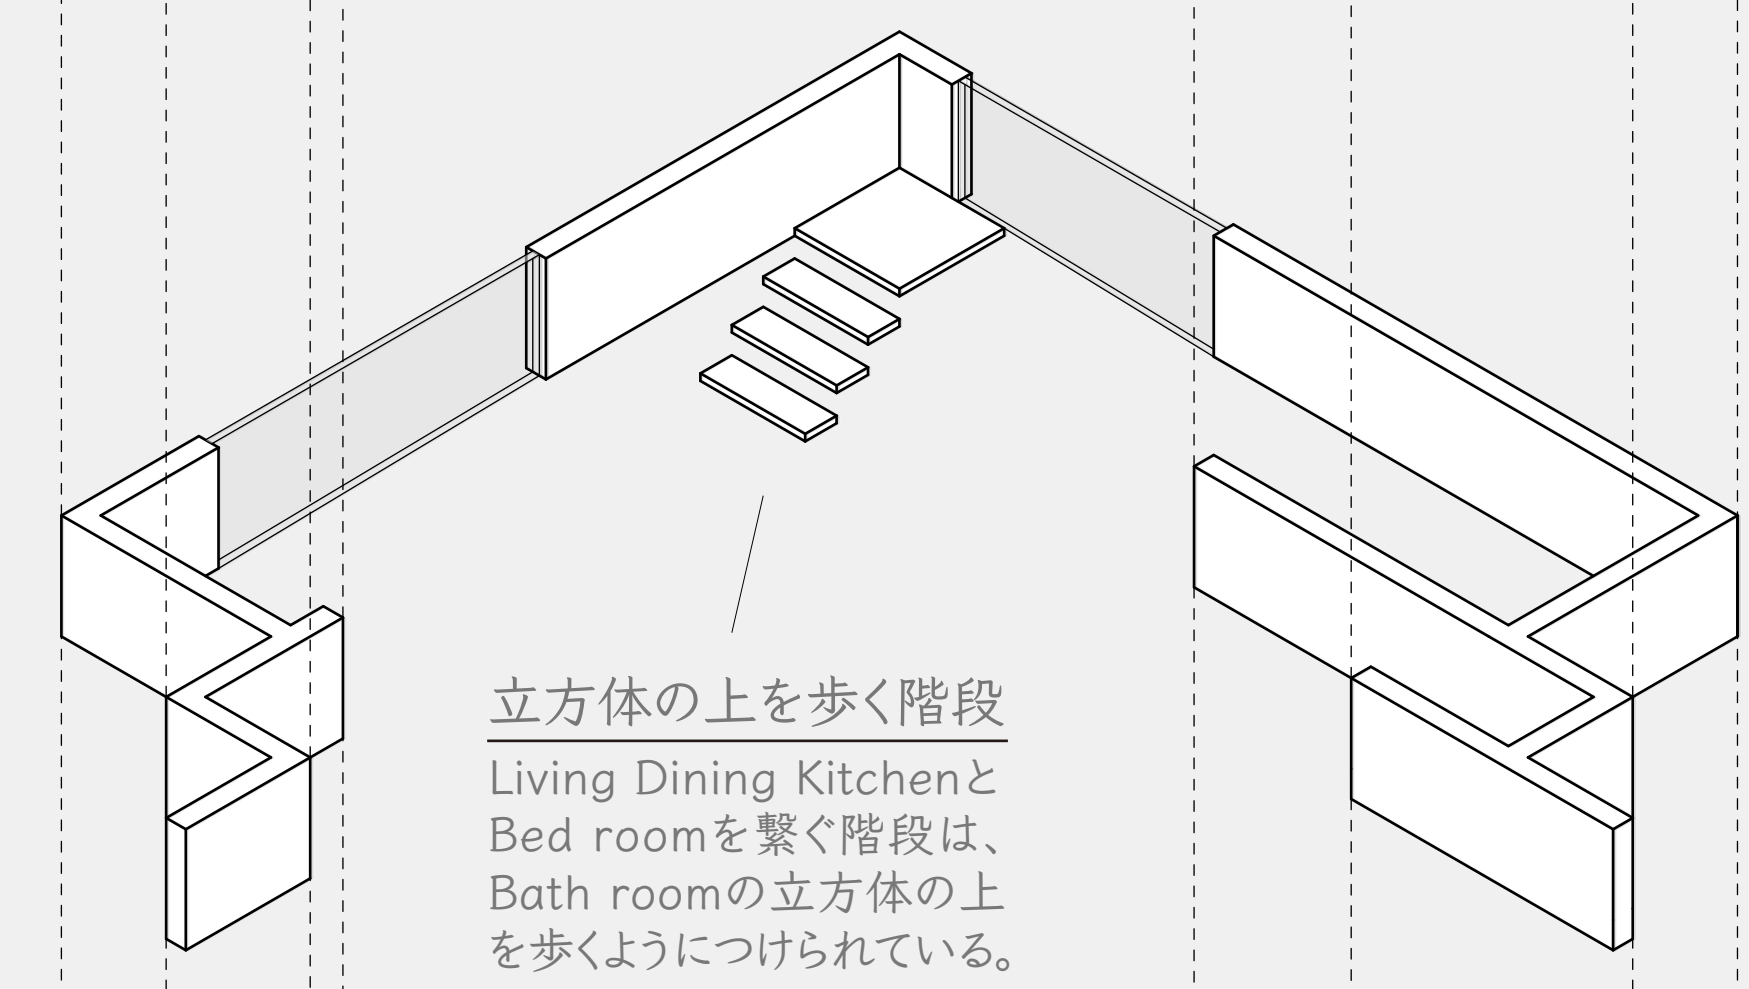 立方体の上を歩く階段
Living Dining Kitchenと
Bed roomを繋ぐ階段は、
Bath roomの立方体の上
を歩くようにつけられている。